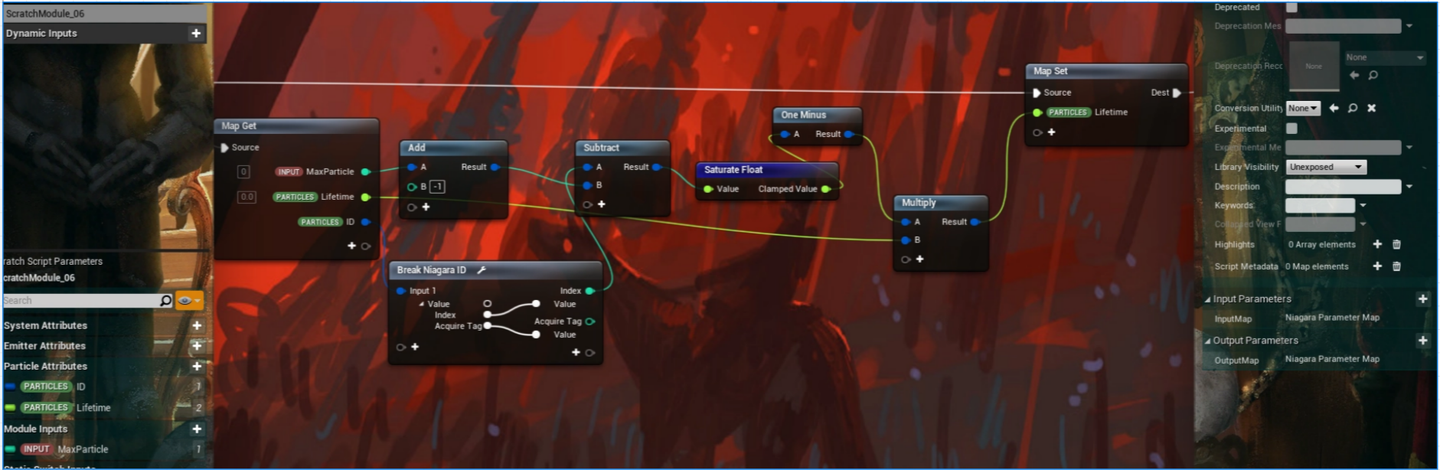 ScratchModule_06
Dynamic Inputs
ratch Script Parameters
cratchModule_06
Search
System Attributes
Emitter Attributes
Particle Attributes
PARTICLES ID 1
PARTICLES Lifetime 2
Module Inputs
INPUT MaxParticle 1
Map Get
Source
0 INPUT MaxParticle
0.0 PARTICLES Lifetime
PARTICLES ID
Add
A Result
B -1
Break Niagara ID
Input 1 Index
Value Value
Index
Acquire Tag Acquire Tag
Value
Subtract
A Result
B
Saturate Float
Value Clamped Value
One Minus
A Result
Multiply
A Result
B
Map Set
Source Dest
PARTICLES Lifetime
Deprecated
Deprecation Mes
Deprecation Reco
None
None
Conversion Utility None
Experimental
Experimental Me
Library Visibility Unexposed
Description
Keywords
Collapsed View F
Highlights 0 Array elements
Script Metadata 0 Map elements
Input Parameters
InputMap Niagara Parameter Map
Output Parameters
OutputMap Niagara Parameter Map